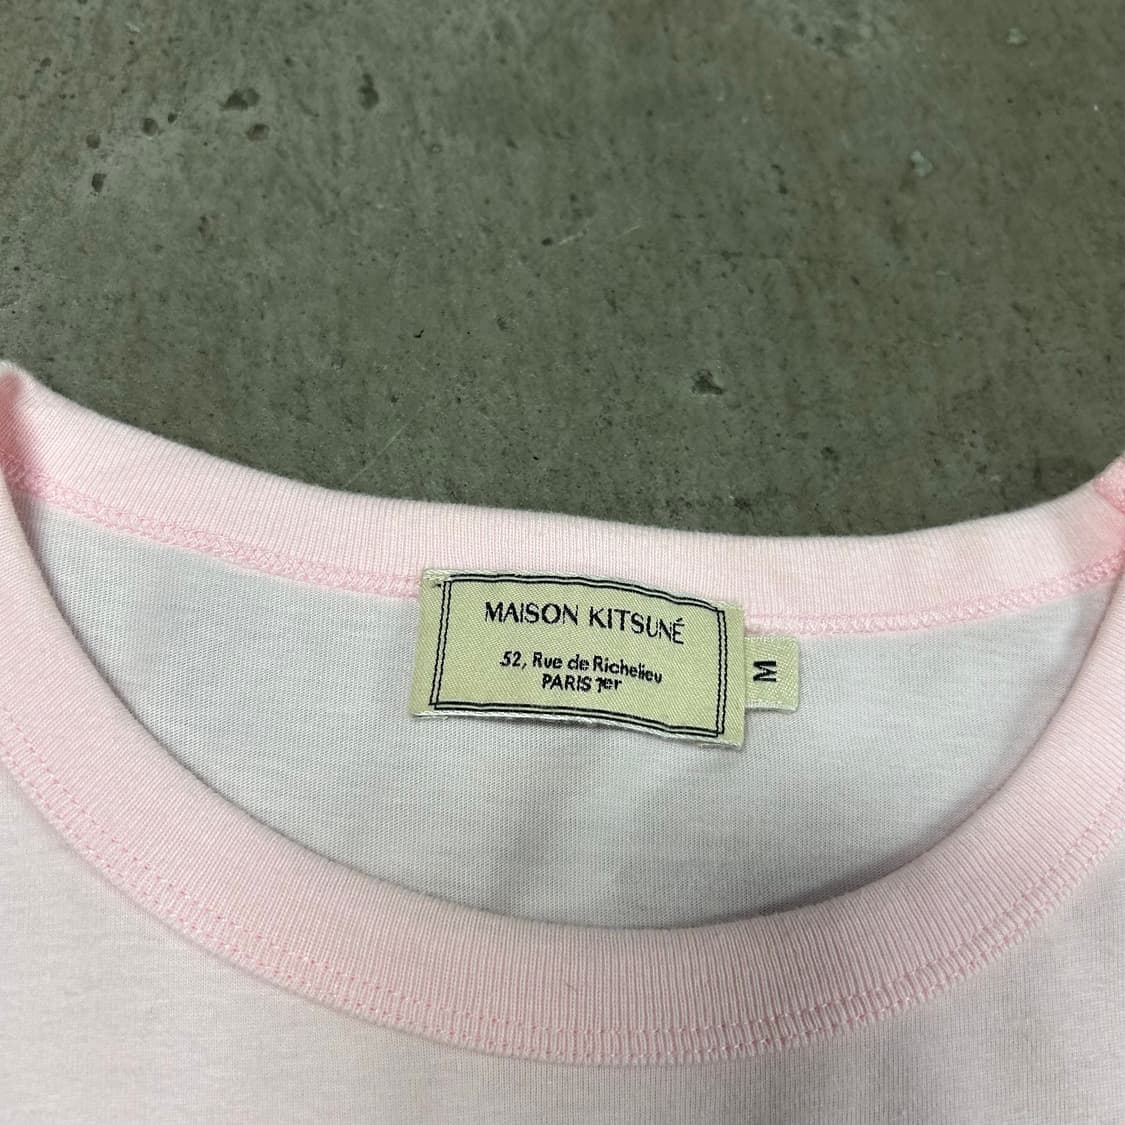 MAISON KITSUNÉ
52, Rue de Richelieu
PARIS 1er
M